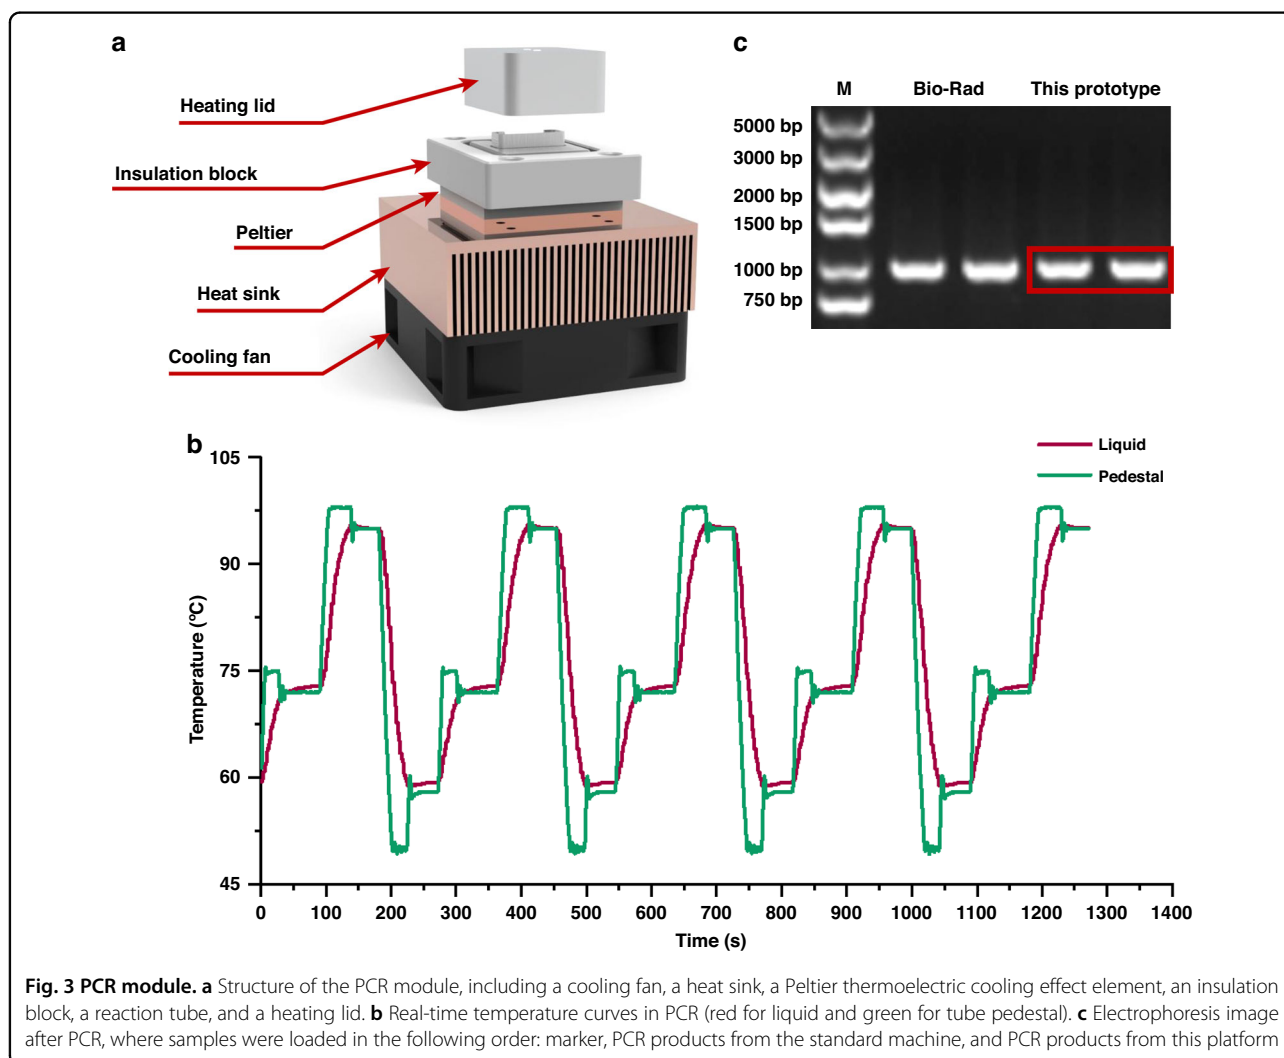 a
Heating lid
Insulation block
Peltier
Heat sink
Cooling fan
c
M Bio-Rad This prototype
5000 bp
3000 bp
2000 bp
1500 bp
1000 bp
750 bp
b
Liquid
Pedestal
105
90
75
60
45
Temperature (ºC)
0 100 200 300 400 500 600 700 800 900 1000 1100 1200 1300 1400
Time (s)
Fig. 3 PCR module. a Structure of the PCR module, including a cooling fan, a heat sink, a Peltier thermoelectric cooling effect element, an insulation
block, a reaction tube, and a heating lid. b Real-time temperature curves in PCR (red for liquid and green for tube pedestal). c Electrophoresis image
after PCR, where samples were loaded in the following order: marker, PCR products from the standard machine, and PCR products from this platform